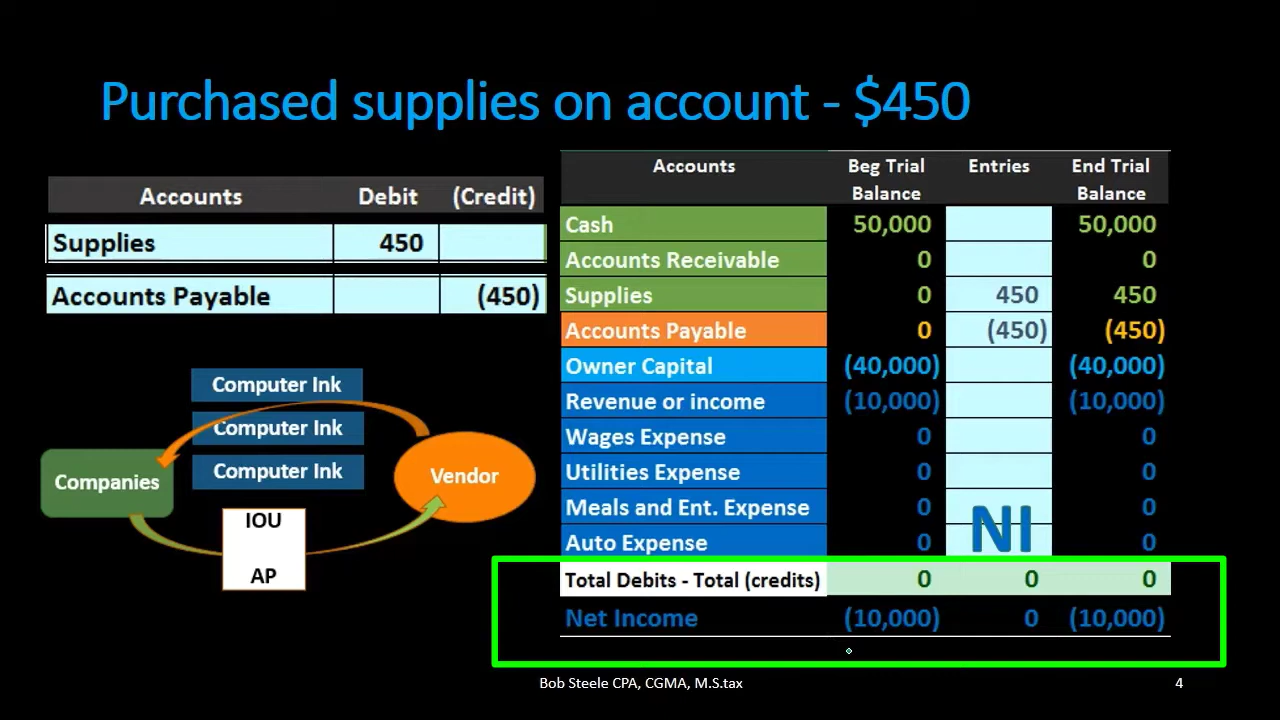 Purchased supplies on account - $450
Accounts Debit (Credit)
Supplies 450
Accounts Payable (450)
Computer Ink
Computer Ink
Computer Ink
Companies
Vendor
IOU
AP
Accounts Beg Trial Balance Entries End Trial Balance
Cash 50,000 50,000
Accounts Receivable 0 0
Supplies 0 450 450
Accounts Payable 0 (450) (450)
Owner Capital (40,000) (40,000)
Revenue or income (10,000) (10,000)
Wages Expense 0 0
Utilities Expense 0 0
Meals and Ent. Expense 0 0
Auto Expense 0 0
NI
Total Debits - Total (credits) 0 0 0
Net Income (10,000) 0 (10,000)
Bob Steele CPA, CGMA, M.S.tax
4